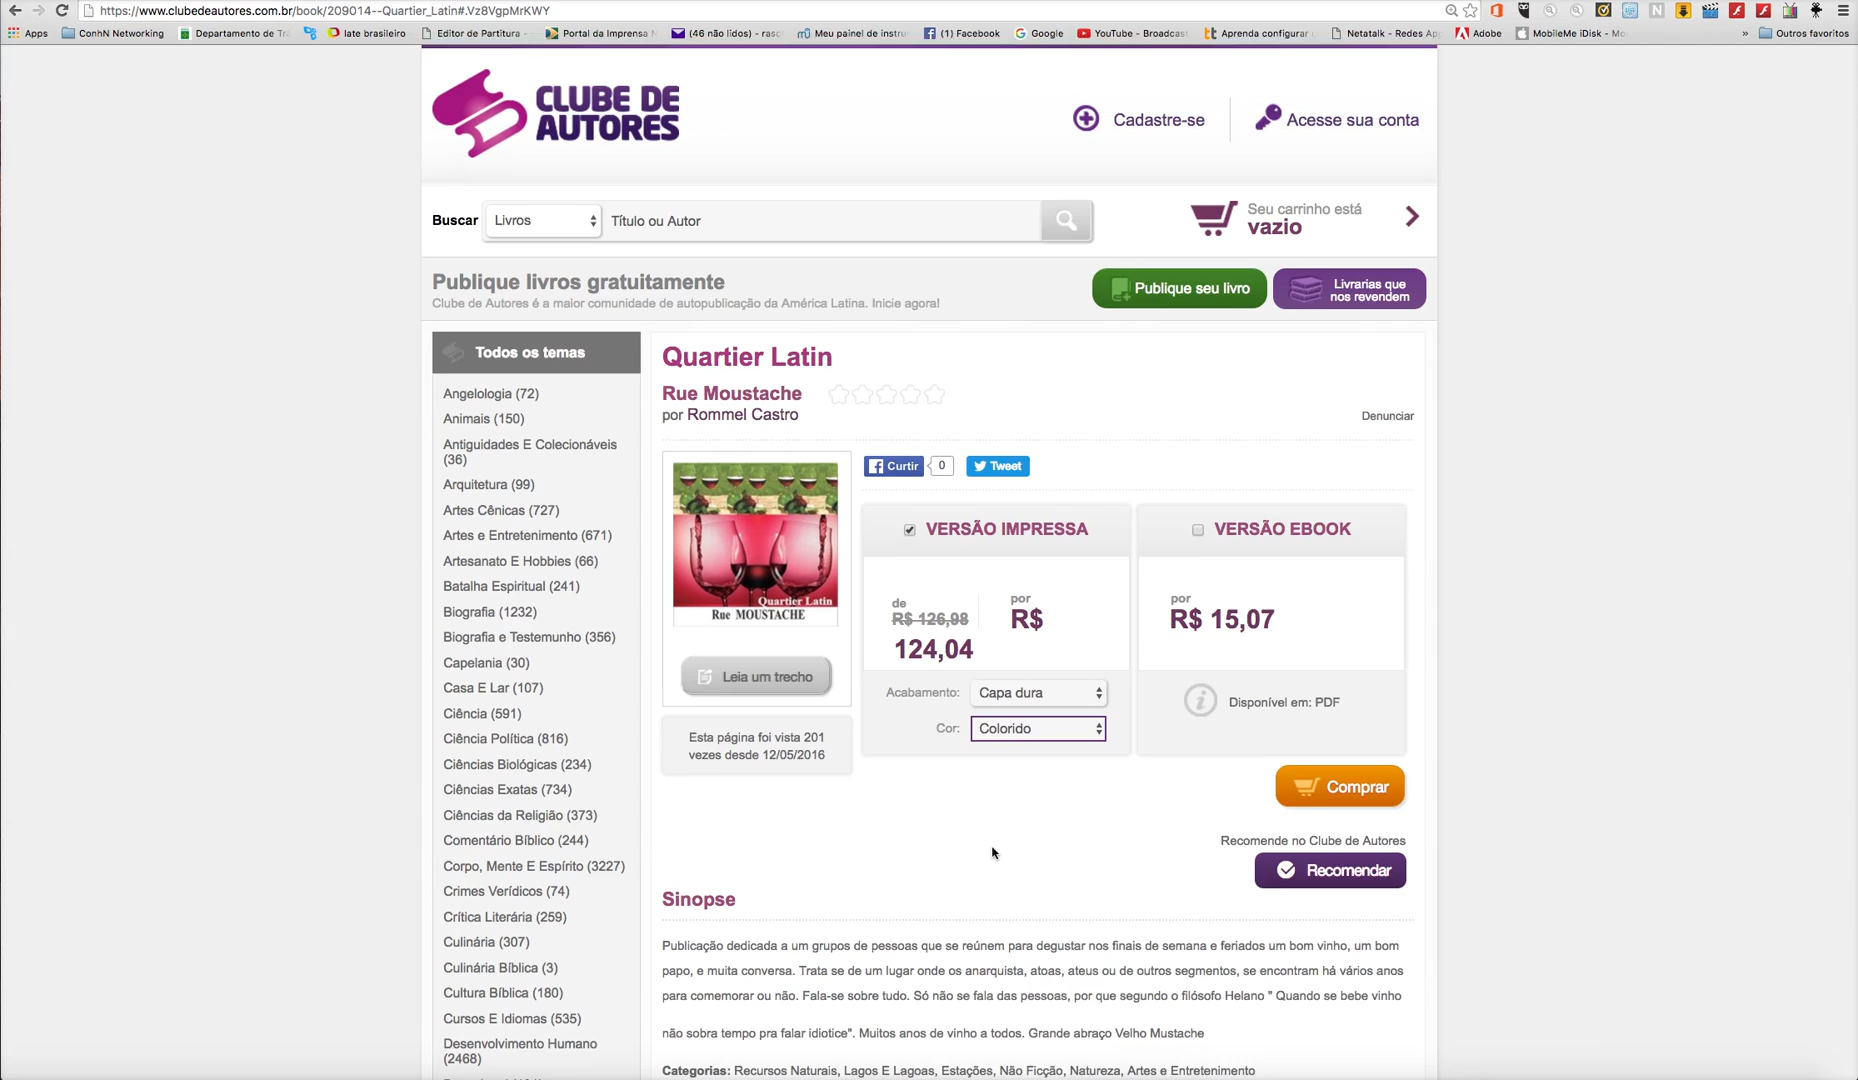 https://www.clubedeautores.com.br/book/209014--Quartier_Latin#.Vz8VgpMrKWY
Apps
ConhN Networking
Departamento de Tra
Iate brasileiro
Editor de Partitura -
Portal da Imprensa
(46 não lidos) - rasc
Meu painel de instru
(1) Facebook
Google
YouTube - Broadcas
Aprenda configurar
Netatalk - Redes Ap
Adobe
MobileMe iDisk - Mo
» Outros favoritos
CLUBE DE
AUTORES
Cadastre-se
Acesse sua conta
Buscar
Livros
Título ou Autor
Seu carrinho está
vazio
Publique livros gratuitamente
Clube de Autores é a maior comunidade de autopublicação da América Latina. Inicie agora!
Publique seu livro
Livrarias que
nos revendem
Todos os temas
Angelologia (72)
Animais (150)
Antiguidades E Colecionáveis
(36)
Arquitetura (99)
Artes Cênicas (727)
Artes e Entretenimento (671)
Artesanato E Hobbies (66)
Batalha Espiritual (241)
Biografia (1232)
Biografia e Testemunho (356)
Capelania (30)
Casa E Lar (107)
Ciência (591)
Ciência Política (816)
Ciências Biológicas (234)
Ciências Exatas (734)
Ciências da Religião (373)
Comentário Bíblico (244)
Corpo, Mente E Espírito (3227)
Crimes Verídicos (74)
Crítica Literária (259)
Culinária (307)
Culinária Bíblica (3)
Cultura Bíblica (180)
Cursos E Idiomas (535)
Desenvolvimento Humano
(2468)
Quartier Latin
Rue Moustache
por Rommel Castro
Denunciar
Quartier Latin
Rue MOUSTACHE
Leia um trecho
Esta página foi vista 201
vezes desde 12/05/2016
Curtir
0
Tweet
VERSÃO IMPRESSA
de
R$ 126,98
por
R$
124,04
Acabamento:
Capa dura
Cor:
Colorido
VERSÃO EBOOK
por
R$ 15,07
Disponível em: PDF
Comprar
Recomende no Clube de Autores
Recomendar
Sinopse
Publicação dedicada a um grupos de pessoas que se reúnem para degustar nos finais de semana e feriados um bom vinho, um bom
papo, e muita conversa. Trata se de um lugar onde os anarquista, atoas, ateus ou de outros segmentos, se encontram há vários anos
para comemorar ou não. Fala-se sobre tudo. Só não se fala das pessoas, por que segundo o filósofo Helano " Quando se bebe vinho
não sobra tempo pra falar idiotice". Muitos anos de vinho a todos. Grande abraço Velho Mustache
Categorias: Recursos Naturais, Lagos E Lagoas, Estações, Não Ficção, Natureza, Artes e Entretenimento